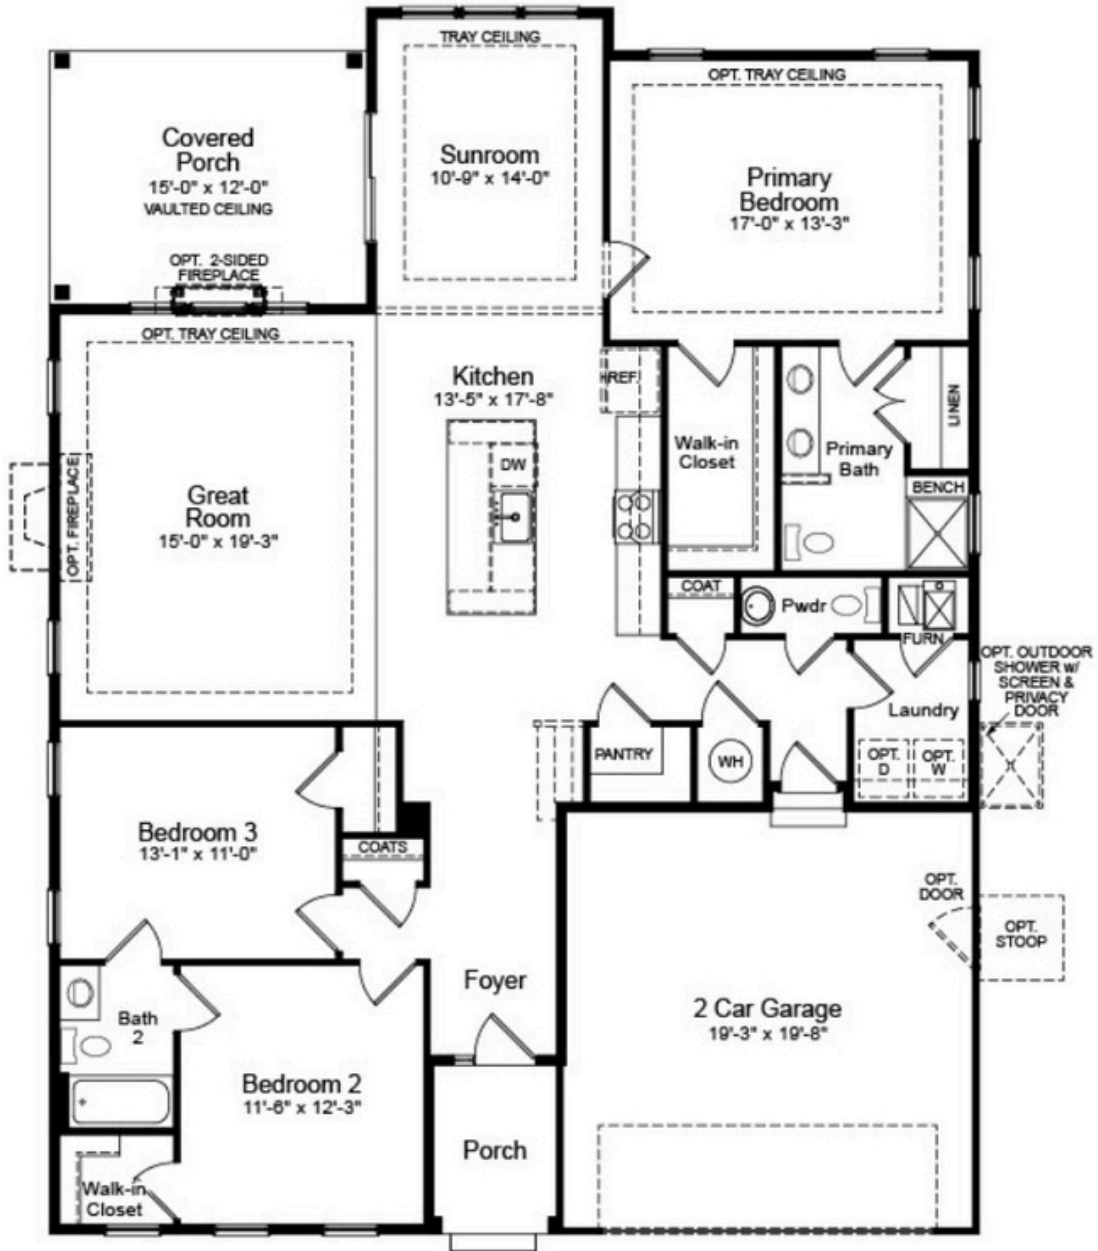 TRAY CEILING
Covered
Porch
15'-0" x 12'-0"
VAULTED CEILING
OPT. 2-SIDED
FIREPLACE
Sunroom
10'-9" x 14'-0"
OPT. TRAY CEILING
Primary
Bedroom
17'-0" x 13'-3"
OPT. TRAY CEILING
Great
Room
15'-0" x 19'-3"
OPT. FIREPLACE
Kitchen
13'-5" x 17'-8"
DW
REF.
Walk-in
Closet
Primary
Bath
LINEN
BENCH
COAT
Pwdr
FURN
OPT. OUTDOOR
SHOWER w/
SCREEN &
PRIVACY
DOOR
Laundry
OPT.
D
OPT.
W
PANTRY
WH
Bedroom 3
13'-1" x 11'-0"
COATS
OPT.
DOOR
OPT.
STOOP
Foyer
2 Car Garage
19'-3" x 19'-8"
Bath
2
Bedroom 2
11'-6" x 12'-3"
Porch
Walk-in
Closet